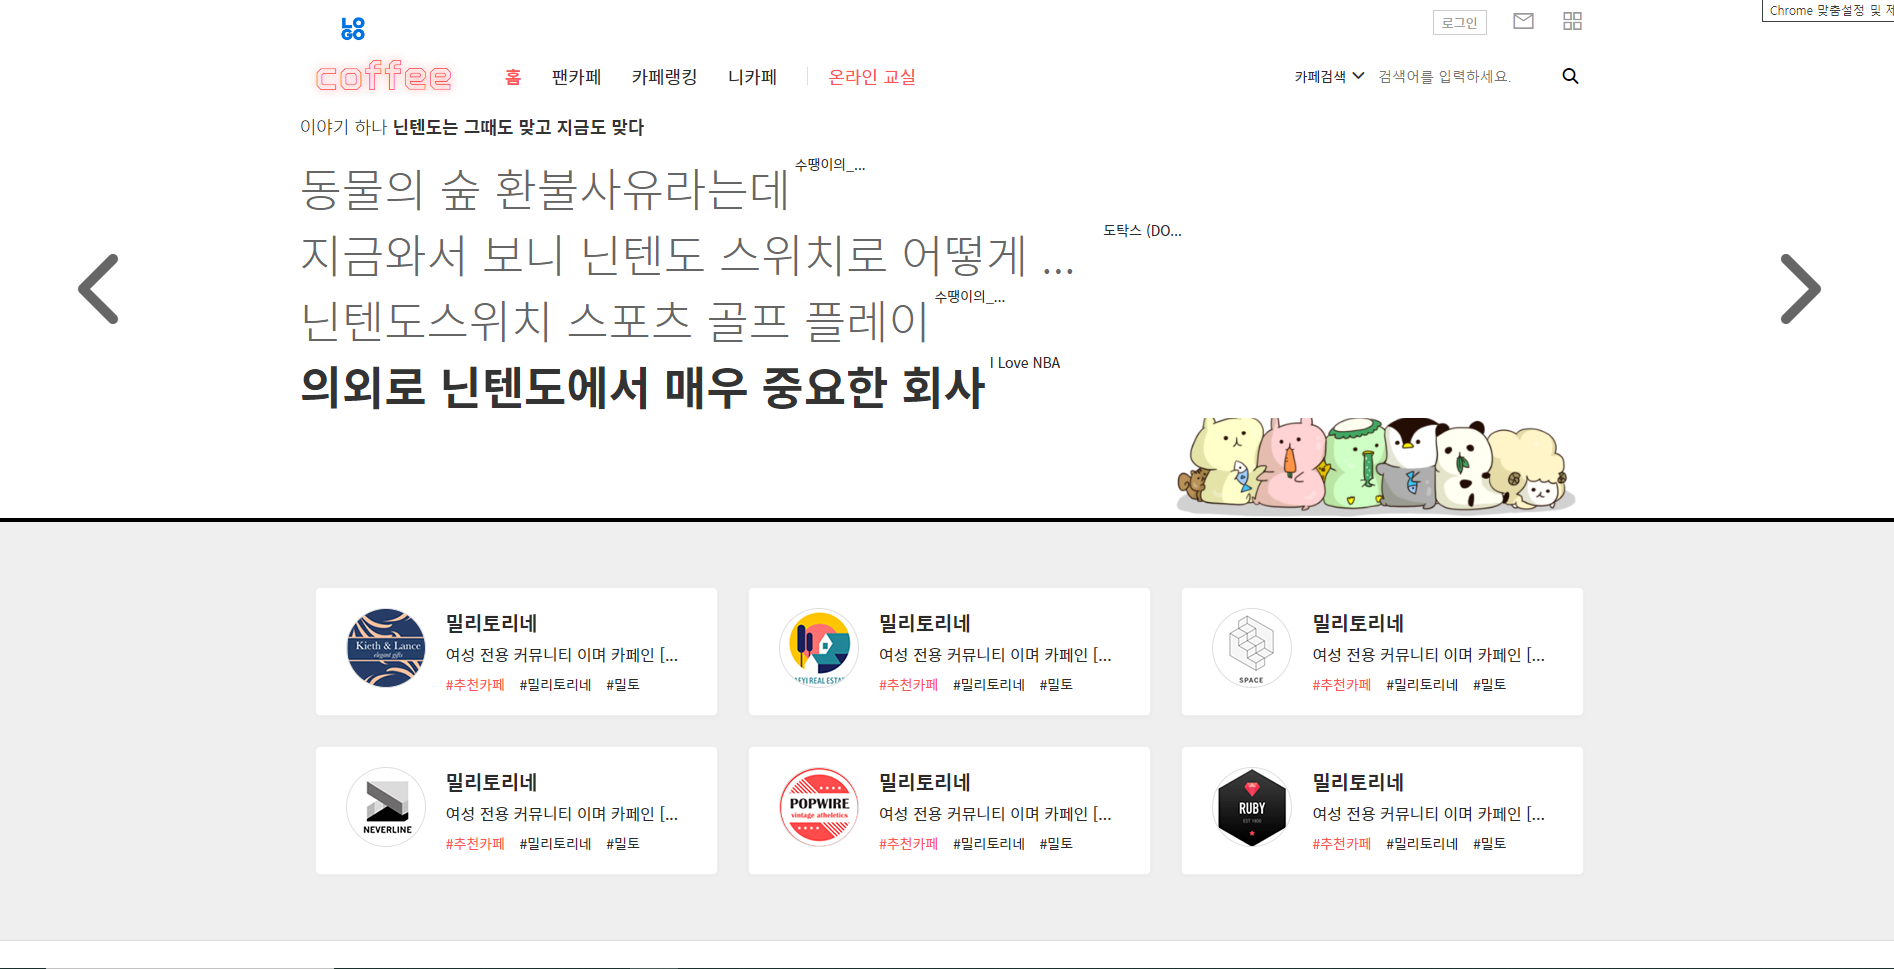 LO
GO
로그인
Chrome 맞춤설정 및 제
coffee
홈 팬카페 카페랭킹 니카페 온라인 교실
카페검색 검색어를 입력하세요.
이야기 하나 닌텐도는 그때도 맞고 지금도 맞다
동물의 숲 환불사유라는데 수땡이의_...
지금와서 보니 닌텐도 스위치로 어떻게 ... 도탁스 (DO...
닌텐도스위치 스포츠 골프 플레이 수땡이의_...
의외로 닌텐도에서 매우 중요한 회사 I Love NBA
Kieth & Lance
elegant gifts
밀리토리네
여성 전용 커뮤니티 이며 카페인 [...
#추천카페 #밀리토리네 #밀토
EYI REAL ESTA
밀리토리네
여성 전용 커뮤니티 이며 카페인 [...
#추천카페 #밀리토리네 #밀토
SPACE
밀리토리네
여성 전용 커뮤니티 이며 카페인 [...
#추천카페 #밀리토리네 #밀토
NEVERLINE
밀리토리네
여성 전용 커뮤니티 이며 카페인 [...
#추천카페 #밀리토리네 #밀토
POPWIRE
vintage atheletics
밀리토리네
여성 전용 커뮤니티 이며 카페인 [...
#추천카페 #밀리토리네 #밀토
RUBY
밀리토리네
여성 전용 커뮤니티 이며 카페인 [...
#추천카페 #밀리토리네 #밀토